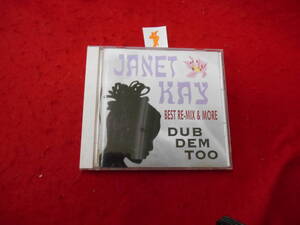 JANET
KAY
BEST RE-MIX & MORE
DUB
DEM
TOO